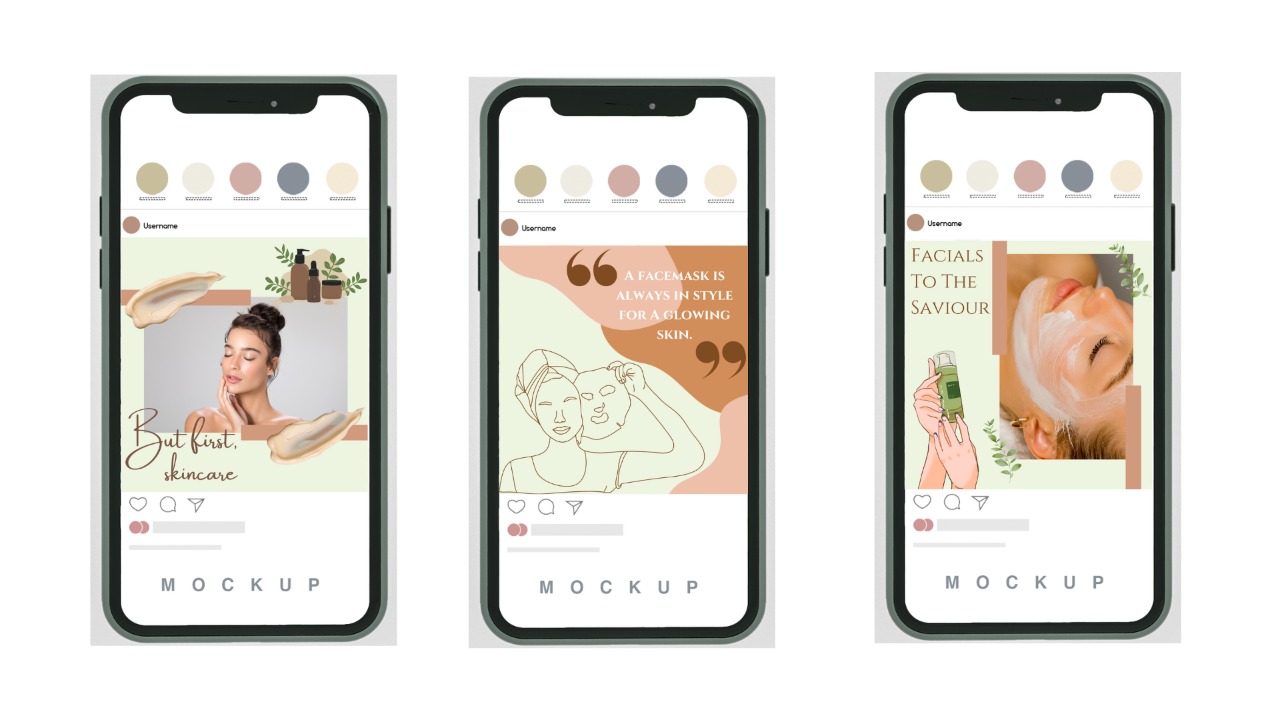 Username
But first,
skincare
MOCKUP
Username
“ A FACEMASK IS
ALWAYS IN STYLE
FOR A GLOWING
SKIN. ”
MOCKUP
Username
FACIALS
TO THE
SAVIOUR
MOCKUP